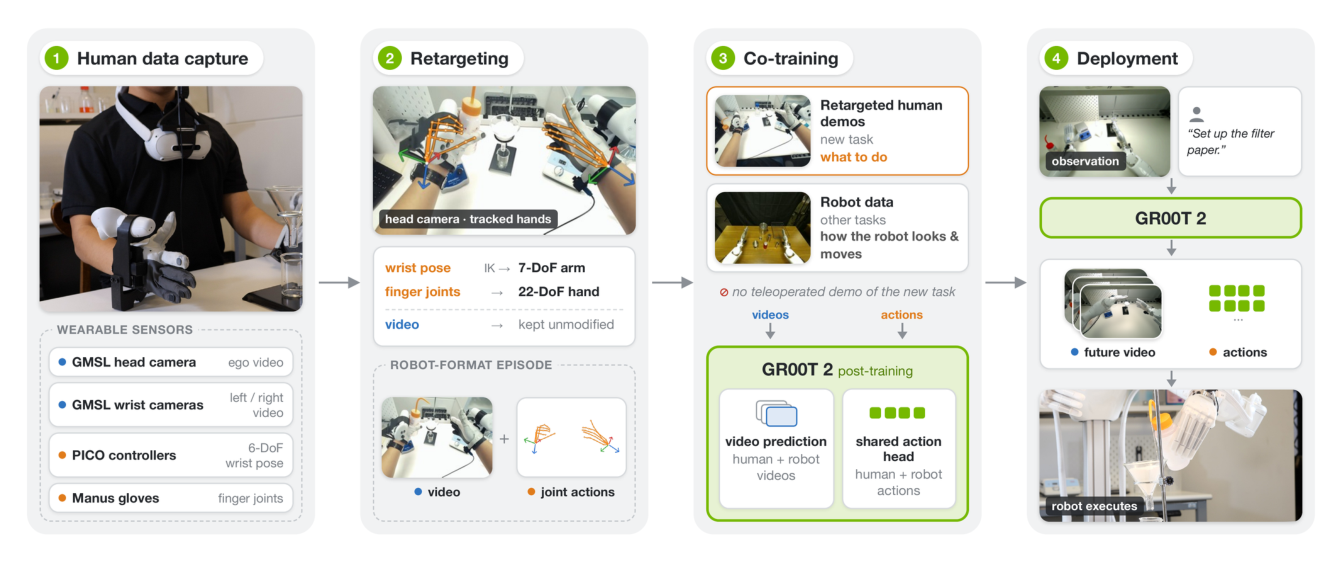 1 Human data capture
WEARABLE SENSORS
GMSL head camera ego video
GMSL wrist cameras left / right
video
PICO controllers 6-DoF
wrist pose
Manus gloves finger joints
2 Retargeting
head camera · tracked hands
wrist pose IK → 7-DoF arm
finger joints → 22-DoF hand
video → kept unmodified
ROBOT-FORMAT EPISODE
+
video
joint actions
3 Co-training
Retargeted human
demos
new task
what to do
Robot data
other tasks
how the robot looks &
moves
⊘ no teleoperated demo of the new task
videos
actions
GR00T 2 post-training
video prediction
human + robot
videos
shared action
head
human + robot
actions
4 Deployment
observation
“Set up the filter
paper.”
GR00T 2
...
future video
actions
robot executes